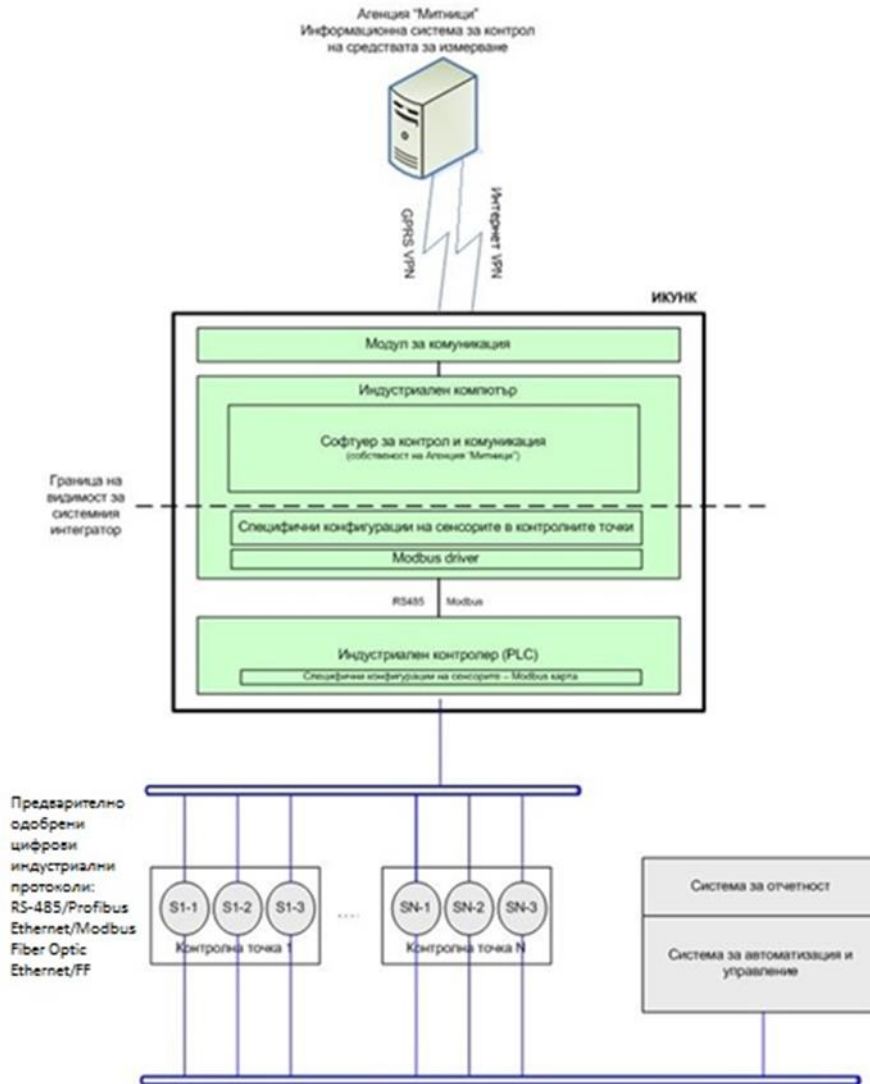 Агенция "Митници"
Информационна система за контрол
на средствата за измерване
GPRS VPN
Интернет VPN
ИКУНК
Модул за комуникация
Индустриален компютър
Софтуер за контрол и комуникация
(собственост на Агенция "Митници")
Граница на
видимост за
системния
интегратор
Специфични конфигурации на сензорите в контролните точки
Modbus driver
RS485 Modbus
Индустриален контролер (PLC)
Специфични конфигурации на сензорите – Modbus карта
Предварително
одобрени
цифрови
индустриални
протоколи:
RS-485/Profibus
Ethernet/Modbus
Fiber Optic
Ethernet/FF
S1-1 S1-2 S1-3 .... SN-1 SN-2 SN-3
Контролна точка 1 Контролна точка N
Система за отчетност
Система за автоматизация и
управление